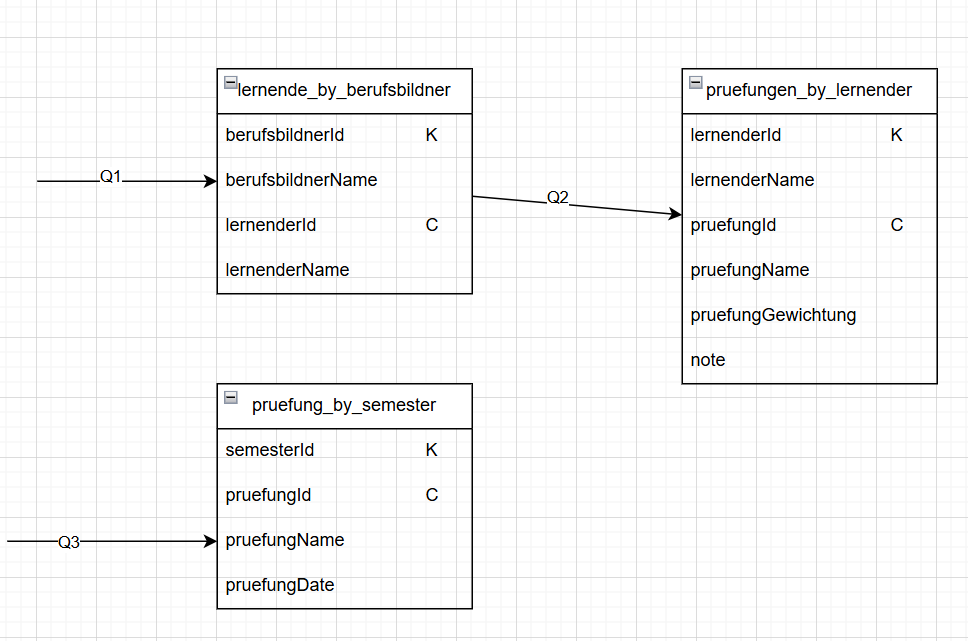 lernende_by_berufsbildner
berufsbildnerId K
berufsbildnerName
lernenderId C
lernenderName
Q1
Q2
pruefungen_by_lernender
lernenderId K
lernenderName
pruefungId C
pruefungName
pruefungGewichtung
note
pruefung_by_semester
semesterId K
pruefungId C
pruefungName
pruefungDate
Q3